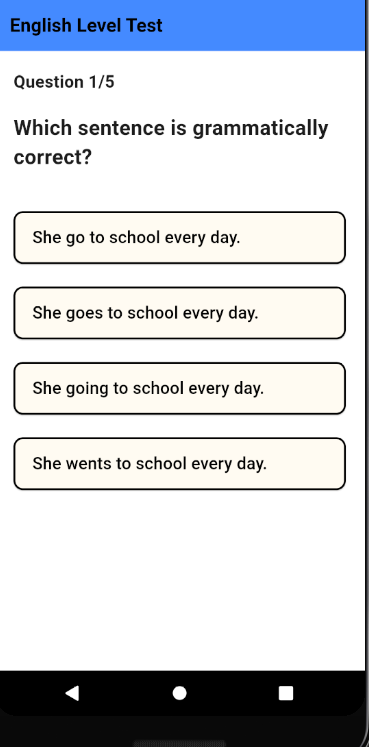 English Level Test
Question 1/5
Which sentence is grammatically
correct?
She go to school every day.
She goes to school every day.
She going to school every day.
She wents to school every day.